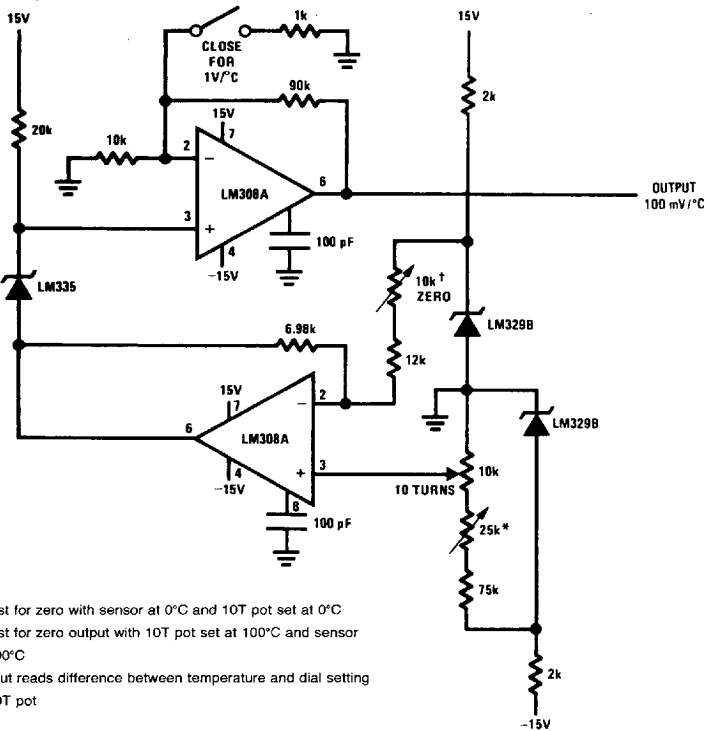 15V
1k
15V
CLOSE
FOR
1V/°C
90k
2k
20k
10k
15V
7
2
−
LM308A
6
OUTPUT
100 mV/°C
3
+
4
100 pF
−15V
LM335
10k†
ZERO
LM329B
6.98k
12k
15V
7
2
−
LM329B
6
LM308A
+
3
10k
4
−15V
10 TURNS
8
100 pF
25k*
75k
st for zero with sensor at 0°C and 10T pot set at 0°C
st for zero output with 10T pot set at 100°C and sensor
00°C
ut reads difference between temperature and dial setting
0T pot
2k
−15V